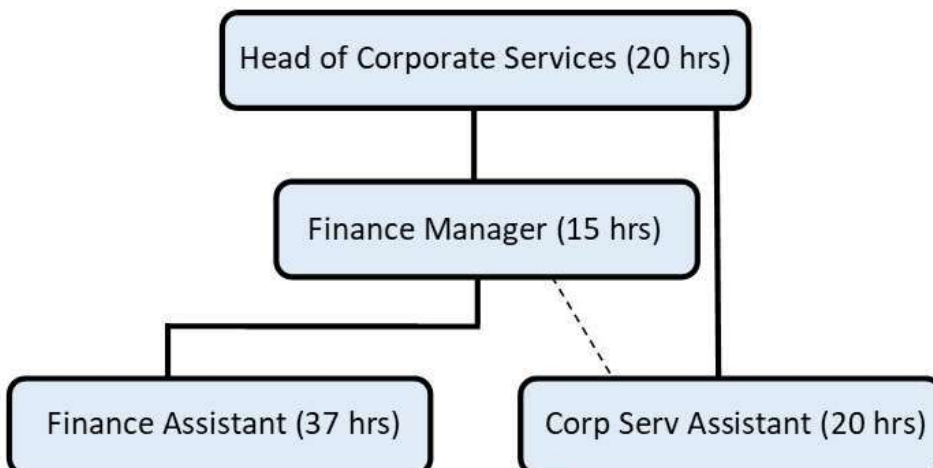 Head of Corporate Services (20 hrs)
Finance Manager (15 hrs)
Finance Assistant (37 hrs)
Corp Serv Assistant (20 hrs)